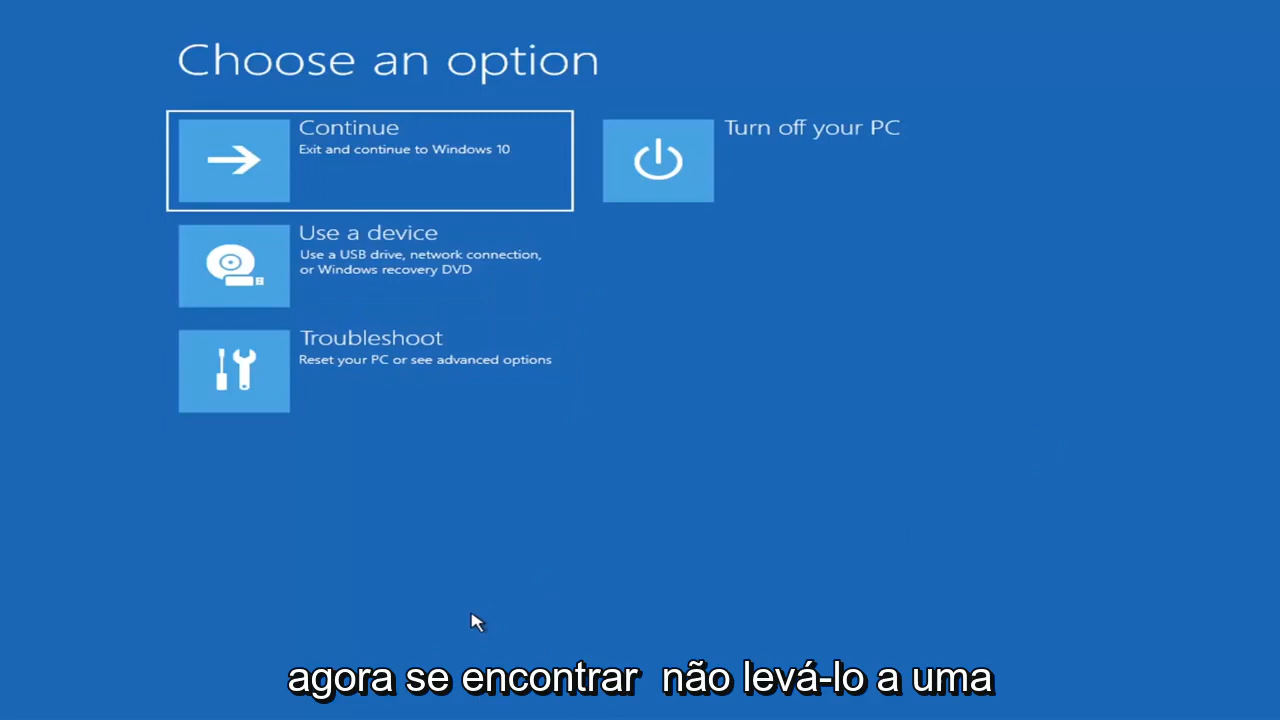 Choose an option
Continue
Exit and continue to Windows 10
Turn off your PC
Use a device
Use a USB drive, network connection,
or Windows recovery DVD
Troubleshoot
Reset your PC or see advanced options
agora se encontrar não levá-lo a uma